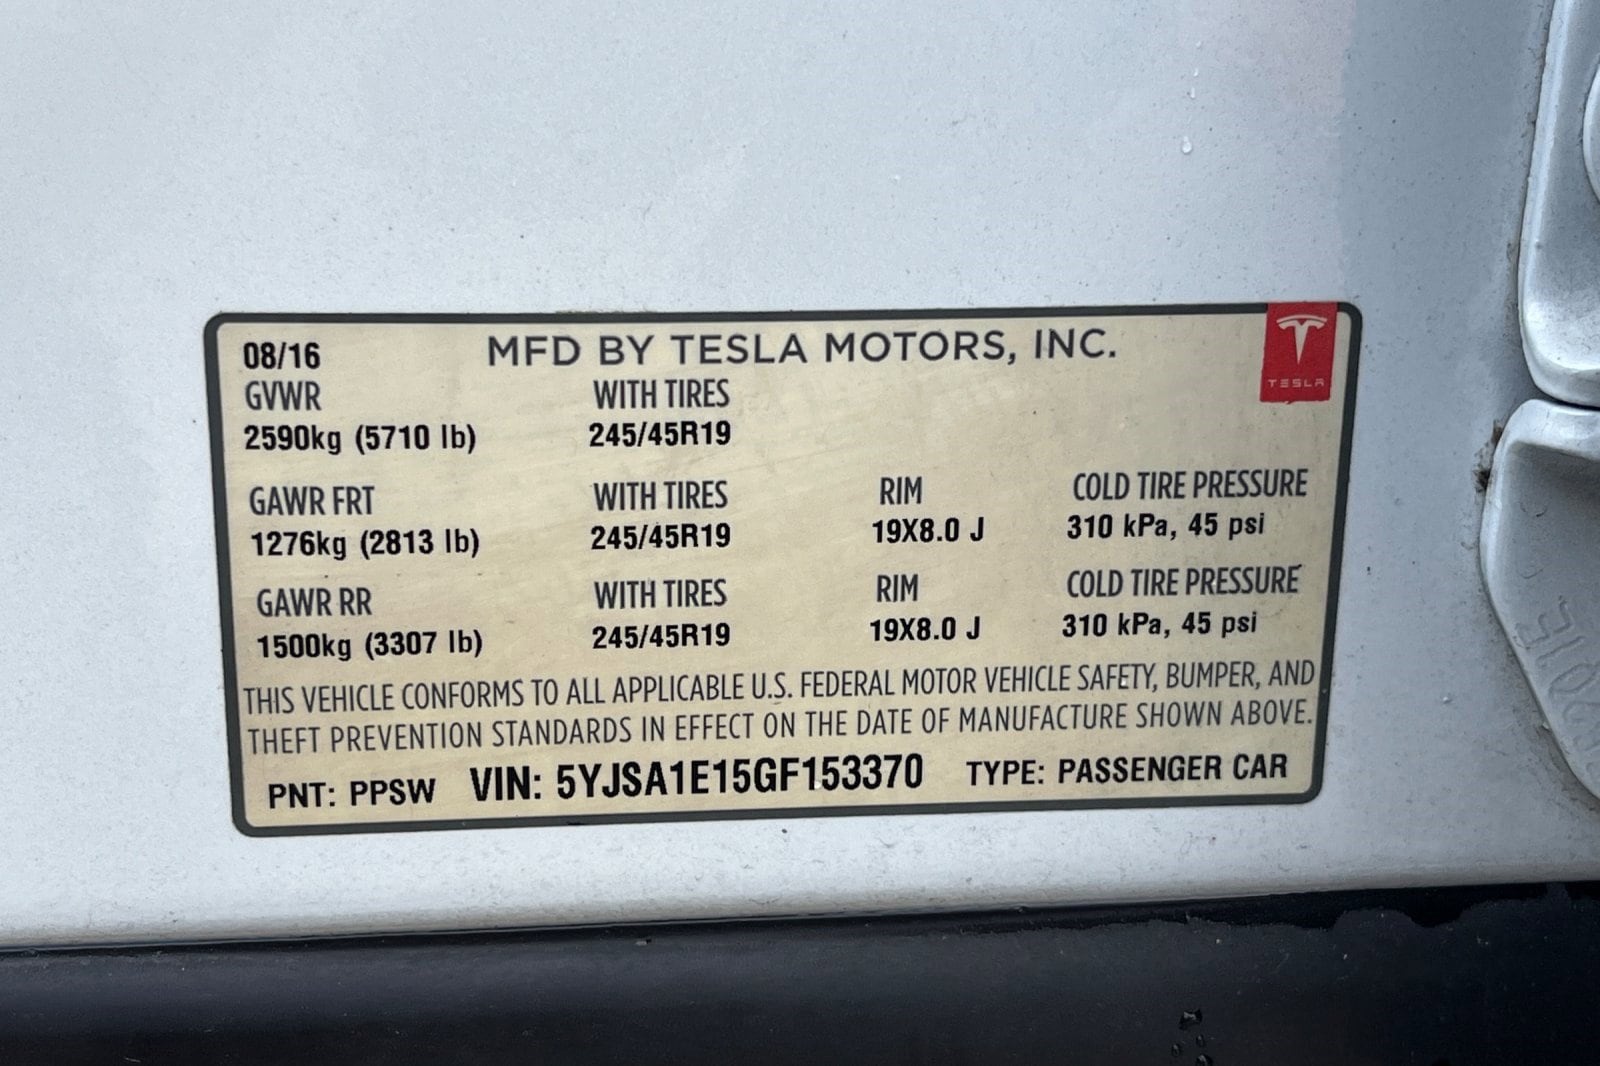 08/16 MFD BY TESLA MOTORS, INC.
TESLA
GVWR WITH TIRES
2590kg (5710 lb) 245/45R19
GAWR FRT WITH TIRES RIM COLD TIRE PRESSURE
1276kg (2813 lb) 245/45R19 19X8.0 J 310 kPa, 45 psi
GAWR RR WITH TIRES RIM COLD TIRE PRESSURE
1500kg (3307 lb) 245/45R19 19X8.0 J 310 kPa, 45 psi
THIS VEHICLE CONFORMS TO ALL APPLICABLE U.S. FEDERAL MOTOR VEHICLE SAFETY, BUMPER, AND
THEFT PREVENTION STANDARDS IN EFFECT ON THE DATE OF MANUFACTURE SHOWN ABOVE.
PNT: PPSW VIN: 5YJSA1E15GF153370 TYPE: PASSENGER CAR